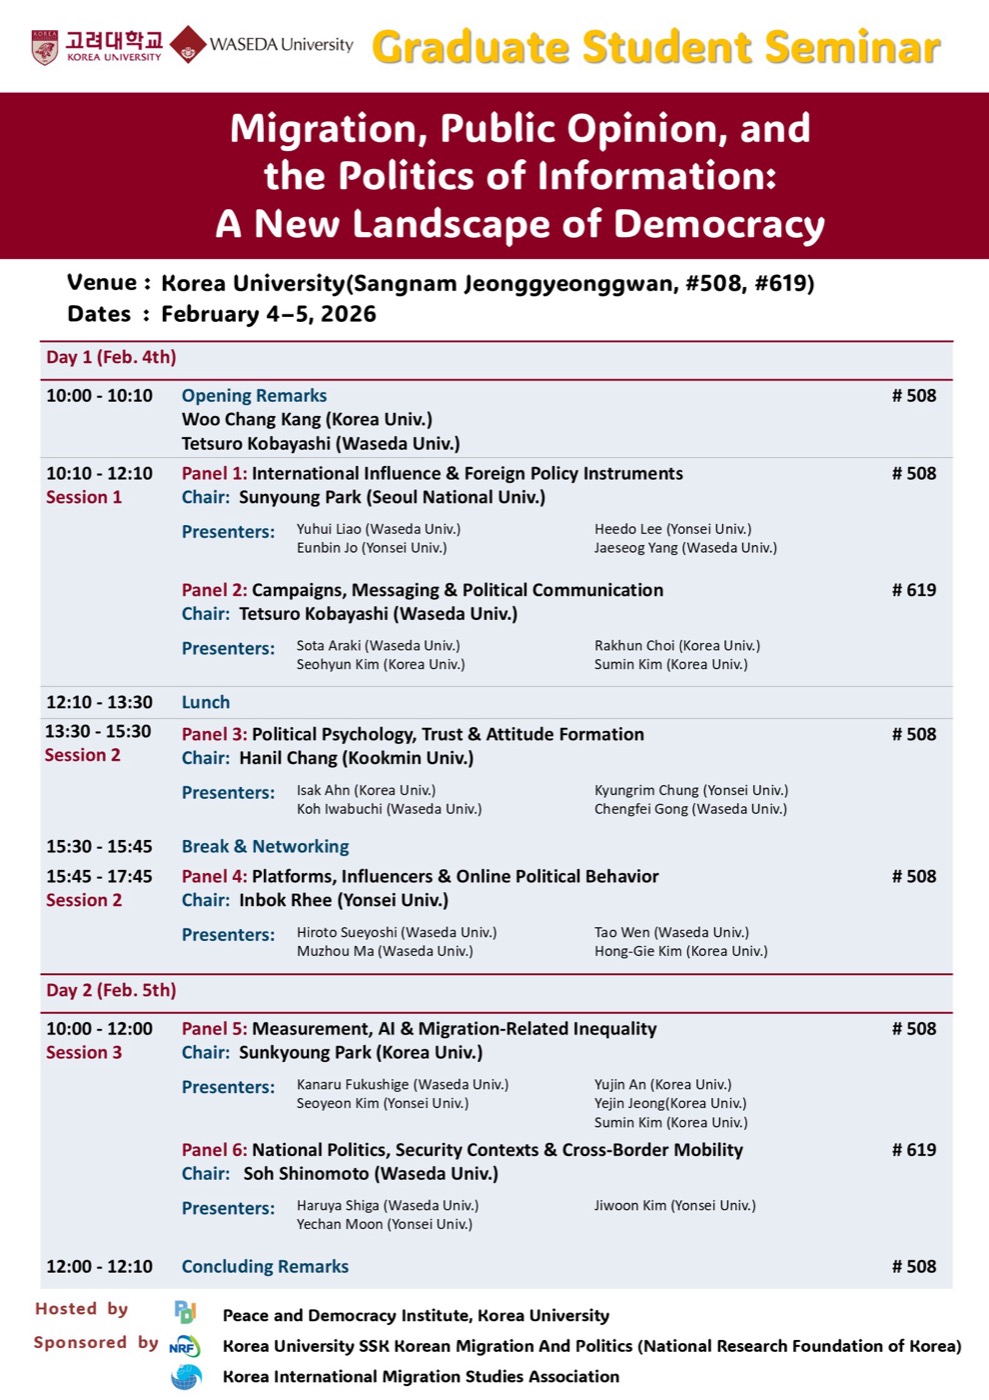 KOREA
고려대학교
KOREA UNIVERSITY
WASEDA University
Graduate Student Seminar
Migration, Public Opinion, and
the Politics of Information:
A New Landscape of Democracy
Venue : Korea University(Sangnam Jeonggyeonggwan, #508, #619)
Dates : February 4–5, 2026
Day 1 (Feb. 4th)
10:00 - 10:10 Opening Remarks # 508
Woo Chang Kang (Korea Univ.)
Tetsuro Kobayashi (Waseda Univ.)
10:10 - 12:10 Panel 1: International Influence & Foreign Policy Instruments # 508
Session 1 Chair: Sunyoung Park (Seoul National Univ.)
Presenters: Yuhui Liao (Waseda Univ.) Heedo Lee (Yonsei Univ.)
Eunbin Jo (Yonsei Univ.) Jaeseog Yang (Waseda Univ.)
Panel 2: Campaigns, Messaging & Political Communication # 619
Chair: Tetsuro Kobayashi (Waseda Univ.)
Presenters: Sota Araki (Waseda Univ.) Rakhun Choi (Korea Univ.)
Seohyun Kim (Korea Univ.) Sumin Kim (Korea Univ.)
12:10 - 13:30 Lunch
13:30 - 15:30 Panel 3: Political Psychology, Trust & Attitude Formation # 508
Session 2 Chair: Hanil Chang (Kookmin Univ.)
Presenters: Isak Ahn (Korea Univ.) Kyungrim Chung (Yonsei Univ.)
Koh Iwabuchi (Waseda Univ.) Chengfei Gong (Waseda Univ.)
15:30 - 15:45 Break & Networking
15:45 - 17:45 Panel 4: Platforms, Influencers & Online Political Behavior # 508
Session 2 Chair: Inbok Rhee (Yonsei Univ.)
Presenters: Hiroto Sueyoshi (Waseda Univ.) Tao Wen (Waseda Univ.)
Muzhou Ma (Waseda Univ.) Hong-Gie Kim (Korea Univ.)
Day 2 (Feb. 5th)
10:00 - 12:00 Panel 5: Measurement, AI & Migration-Related Inequality # 508
Session 3 Chair: Sunkyoung Park (Korea Univ.)
Presenters: Kanaru Fukushige (Waseda Univ.) Yujin An (Korea Univ.)
Seoyeon Kim (Yonsei Univ.) Yejin Jeong(Korea Univ.)
Sumin Kim (Korea Univ.)
Panel 6: National Politics, Security Contexts & Cross-Border Mobility # 619
Chair: Soh Shinomoto (Waseda Univ.)
Presenters: Haruya Shiga (Waseda Univ.) Jiwoon Kim (Yonsei Univ.)
Yechan Moon (Yonsei Univ.)
12:00 - 12:10 Concluding Remarks # 508
Hosted by PDI Peace and Democracy Institute, Korea University
Sponsored by NRF Korea University SSK Korean Migration And Politics (National Research Foundation of Korea)
Korea International Migration Studies Association